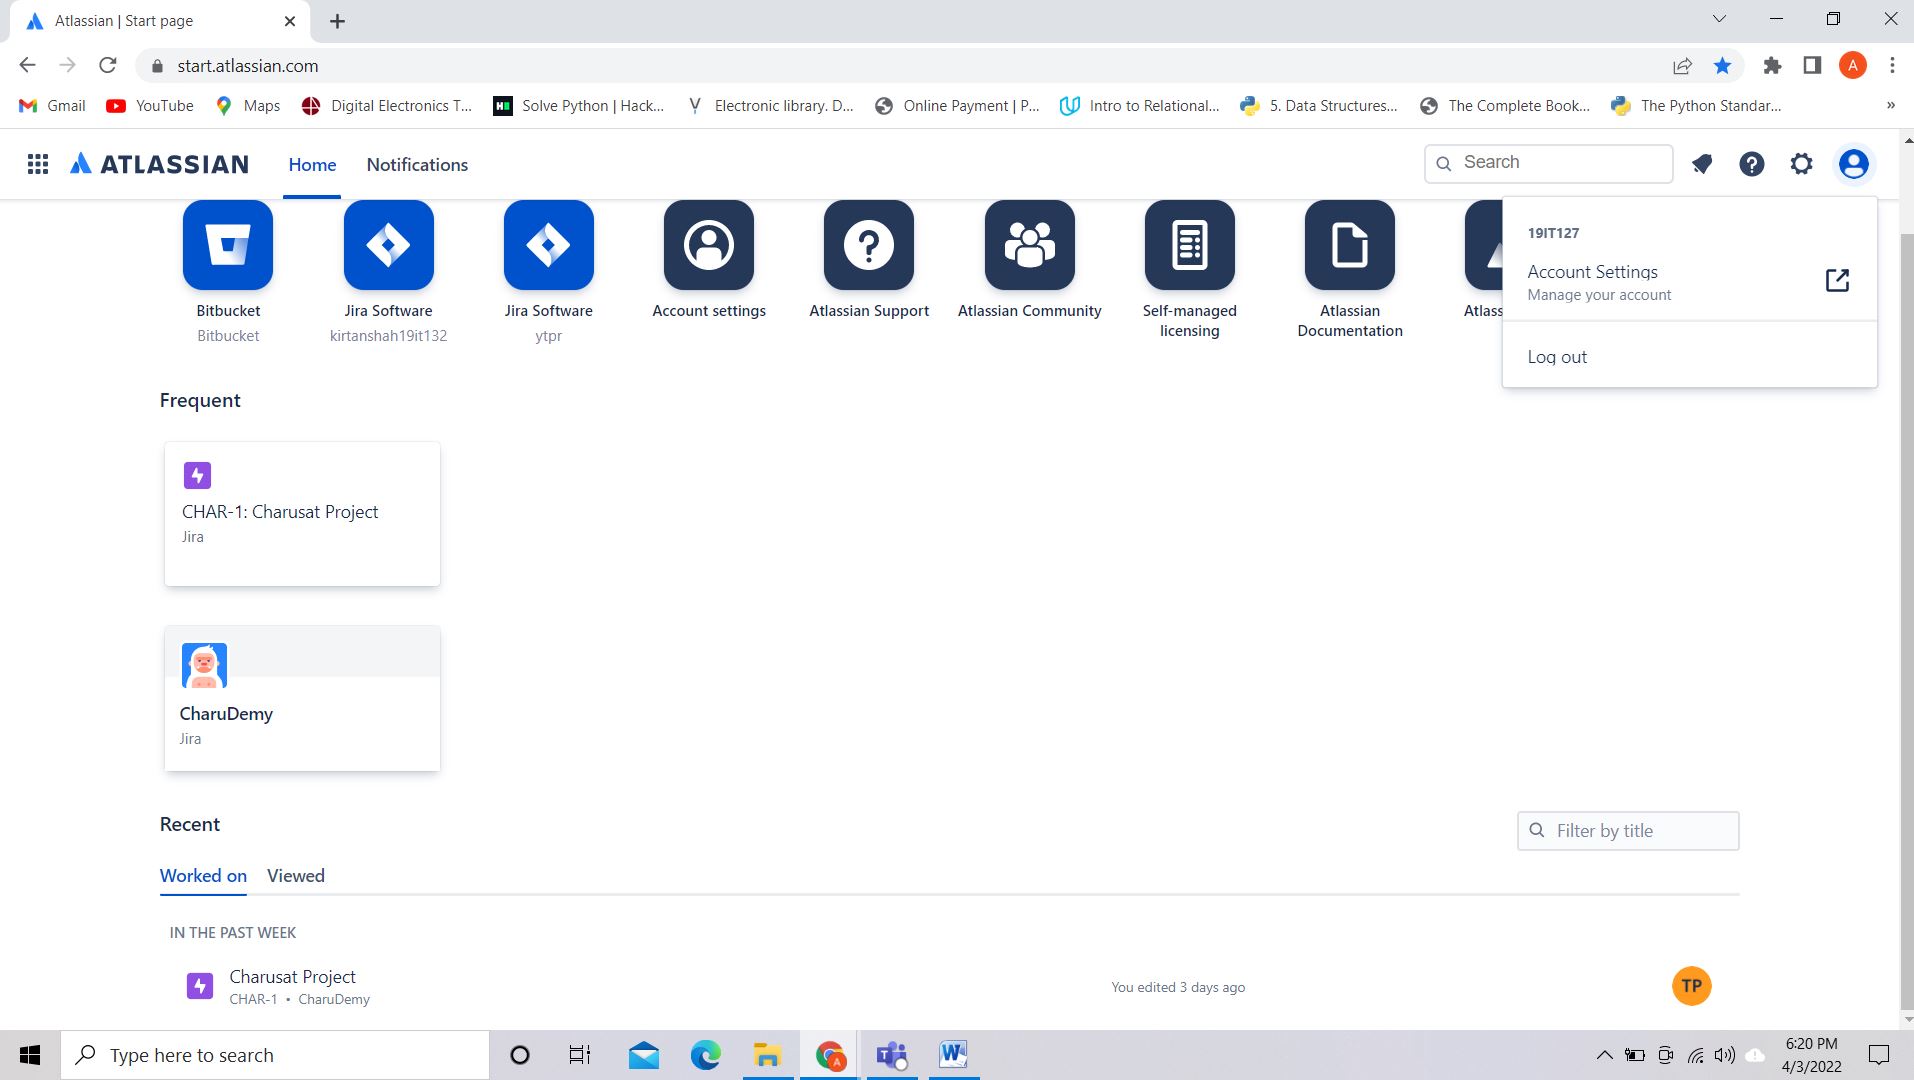 Atlassian | Start page
start.atlassian.com
A
Gmail
YouTube
Maps
Digital Electronics T...
Solve Python | Hack...
Electronic library. D...
Online Payment | P...
Intro to Relational...
5. Data Structures...
The Complete Book...
The Python Standar...
»
ATLASSIAN
Home
Notifications
Search
19IT127
Account Settings
Manage your account
Log out
Bitbucket
Bitbucket
Jira Software
kirtanshah19it132
Jira Software
ytpr
Account settings
Atlassian Support
Atlassian Community
Self-managed
licensing
Atlassian
Documentation
Atlass
Frequent
CHAR-1: Charusat Project
Jira
CharuDemy
Jira
Recent
Filter by title
Worked on
Viewed
IN THE PAST WEEK
Charusat Project
CHAR-1 • CharuDemy
You edited 3 days ago
TP
Type here to search
6:20 PM
4/3/2022